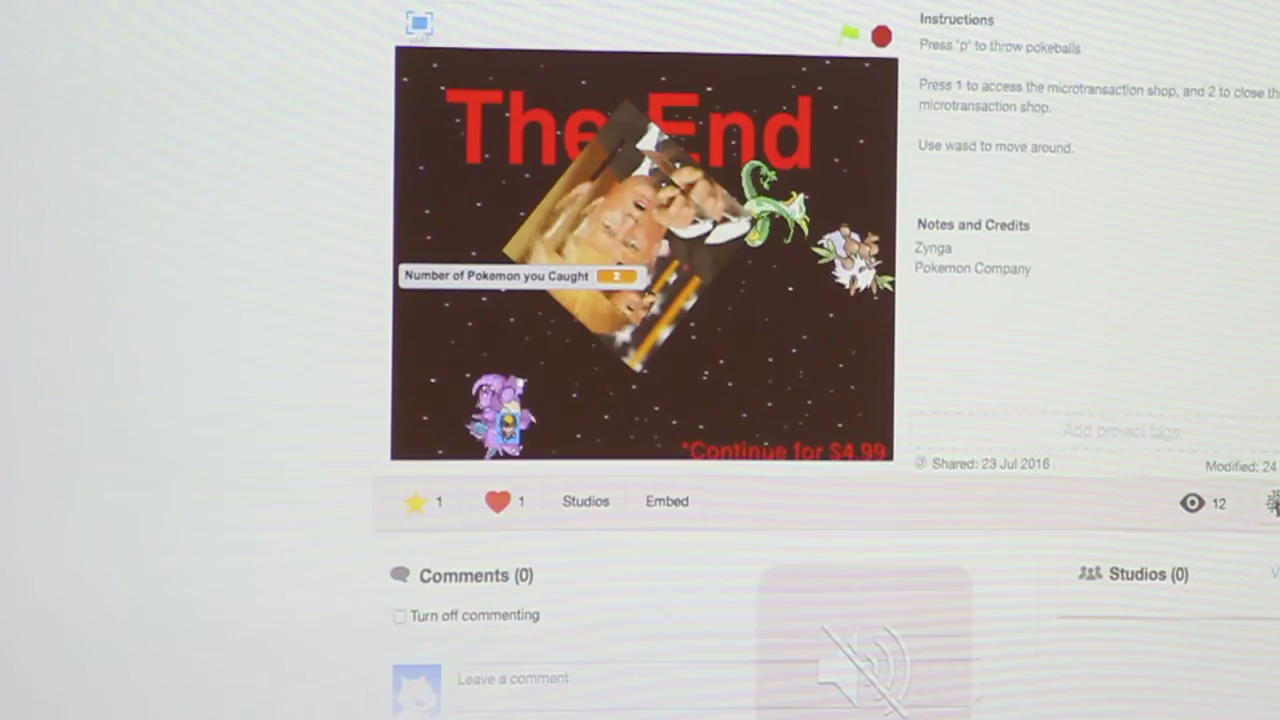 Instructions
Press 'p' to throw pokeballs
Press 1 to access the microtransaction shop, and 2 to close the
microtransaction shop.
Use wasd to move around.
The End
Number of Pokemon you Caught 2
*Continue for $4.99
Notes and Credits
Zynga
Pokemon Company
Add project tags
Shared: 23 Jul 2016
Modified: 24
1
1
Studios
Embed
12
Comments (0)
Studios (0)
Turn off commenting
Leave a comment